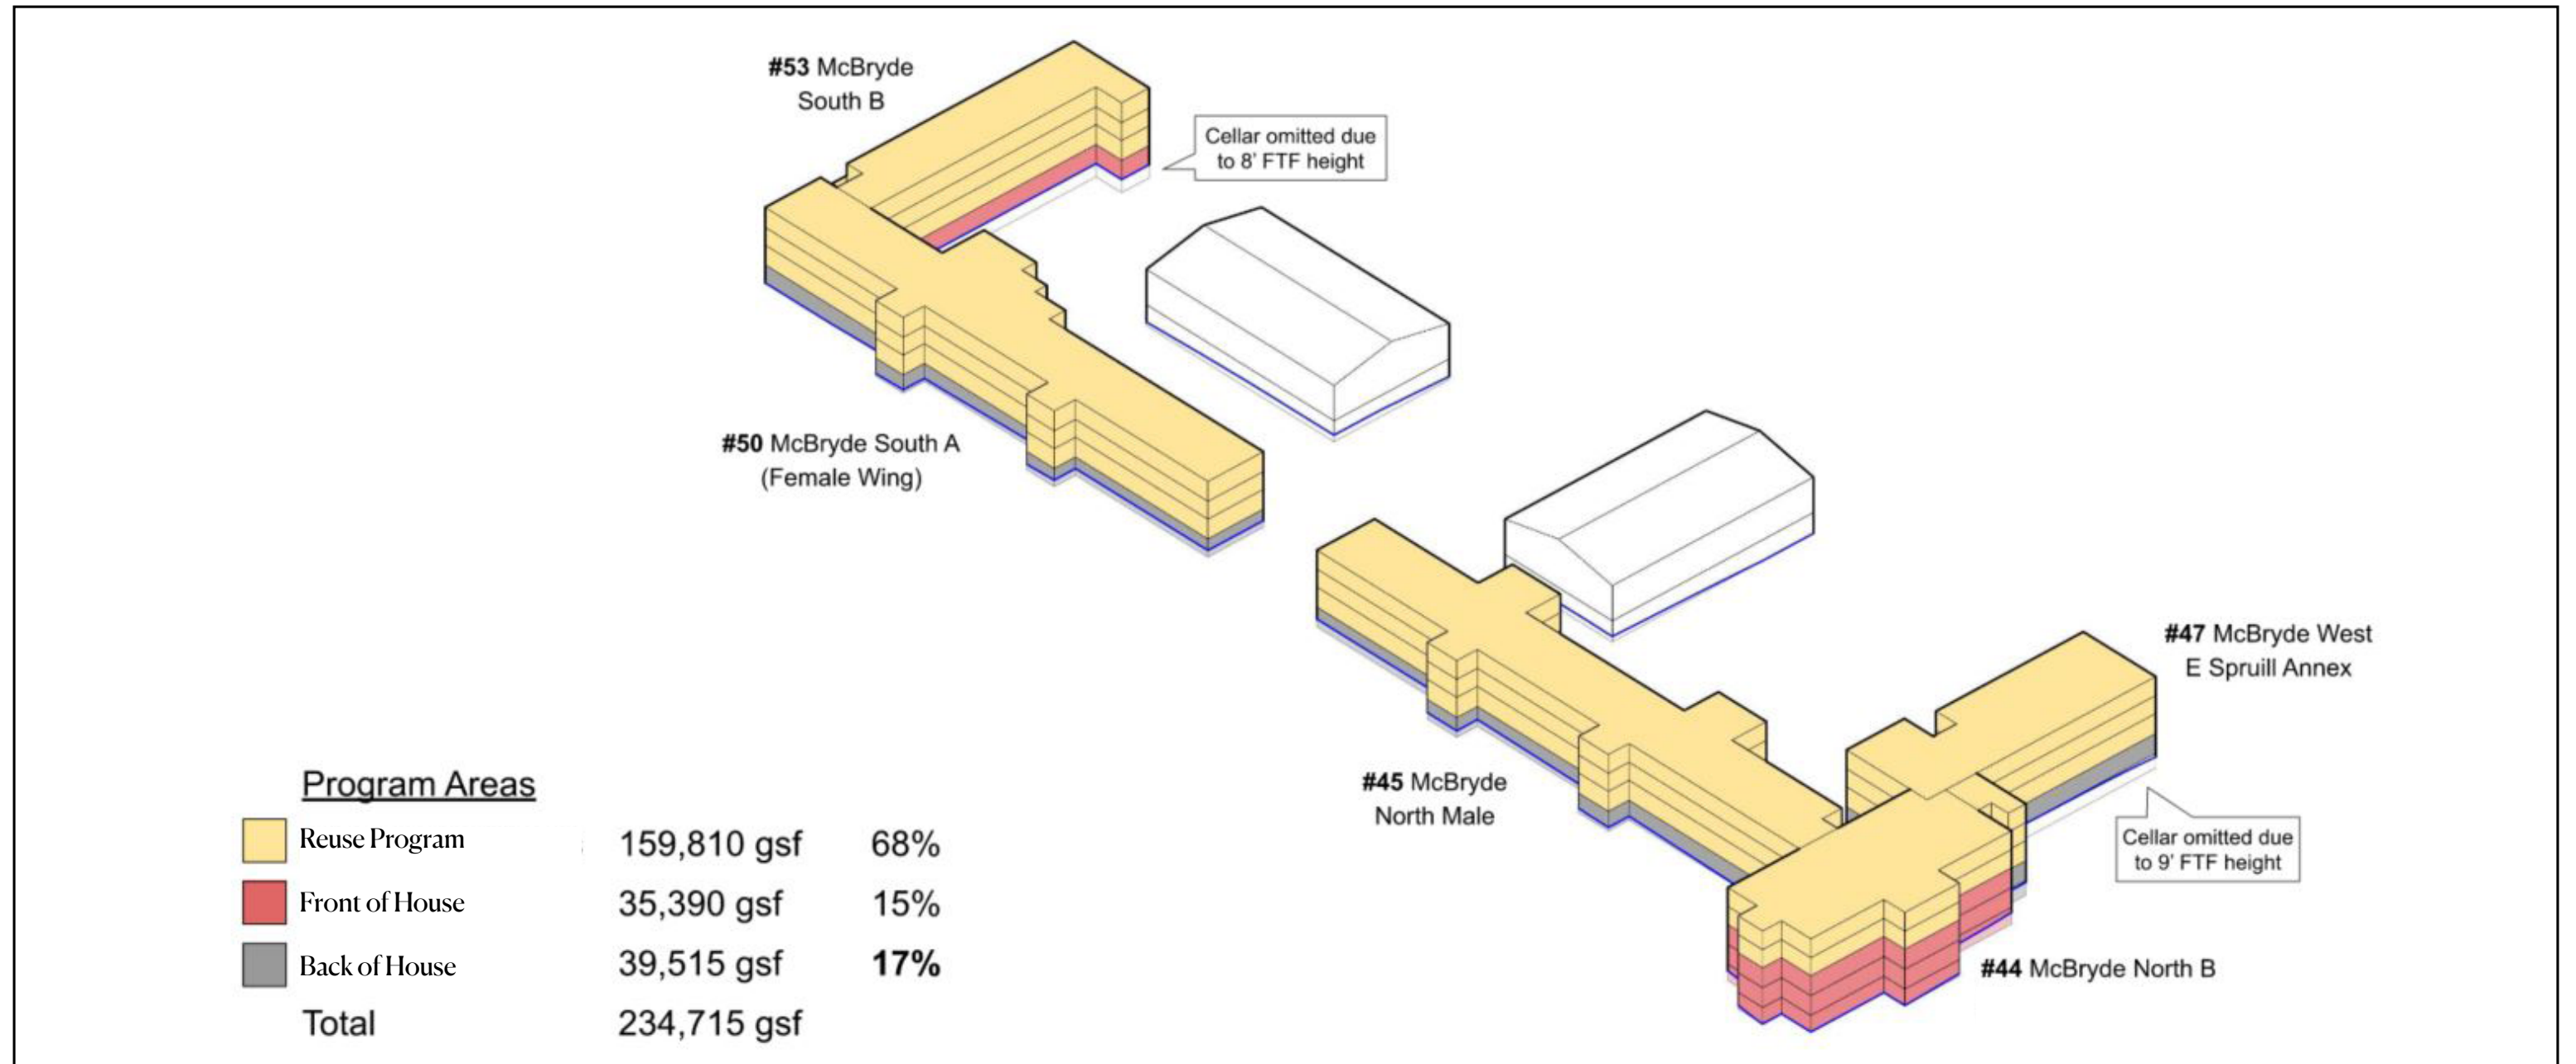 #53 McBryde
South B
Cellar omitted due
to 8' FTF height
#50 McBryde South A
(Female Wing)
#47 McBryde West
E Spruill Annex
#45 McBryde
North Male
Cellar omitted due
to 9' FTF height
#44 McBryde North B
Program Areas
Reuse Program 159,810 gsf 68%
Front of House 35,390 gsf 15%
Back of House 39,515 gsf 17%
Total 234,715 gsf